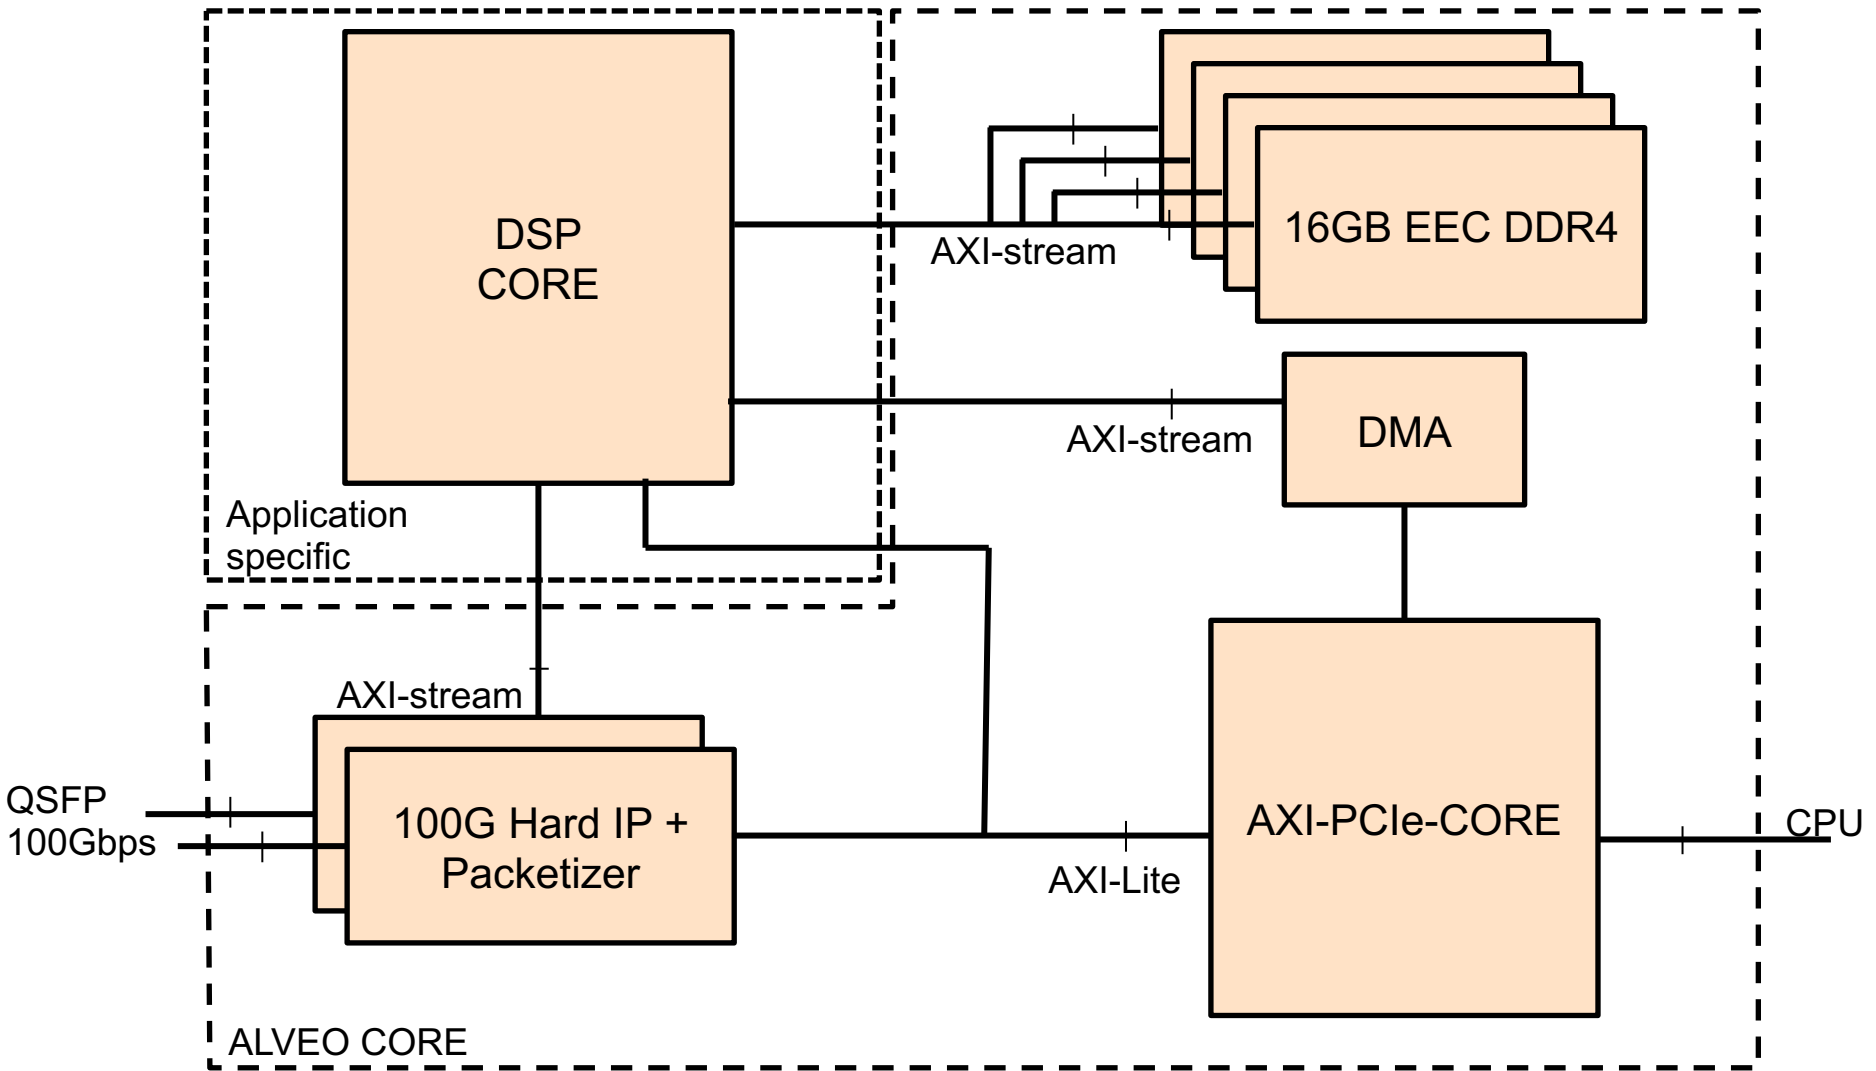 DSP
CORE
16GB EEC DDR4
AXI-stream
DMA
AXI-stream
Application
specific
AXI-stream
QSFP
100Gbps
100G Hard IP +
Packetizer
AXI-PCIe-CORE
CPU
AXI-Lite
ALVEO CORE